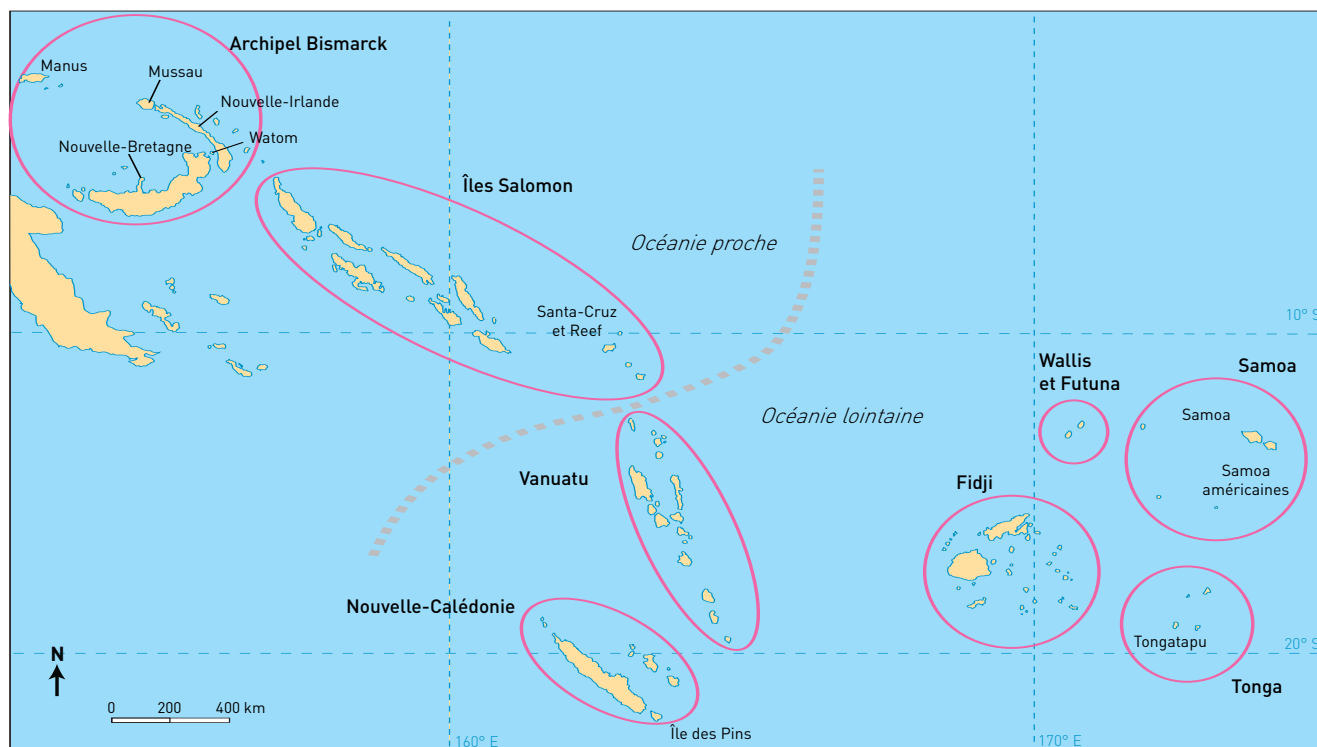 Archipel Bismarck
Manus
Mussau
Nouvelle-Irlande
Watom
Nouvelle-Bretagne
Îles Salomon
Océanie proche
Santa-Cruz
et Reef
10° S
Wallis
et Futuna
Samoa
Océanie lointaine
Samoa
Vanuatu
Fidji
Samoa
américaines
Nouvelle-Calédonie
Tongatapu
20° S
N
Tonga
0 200 400 km
Île des Pins
160° E
170° E